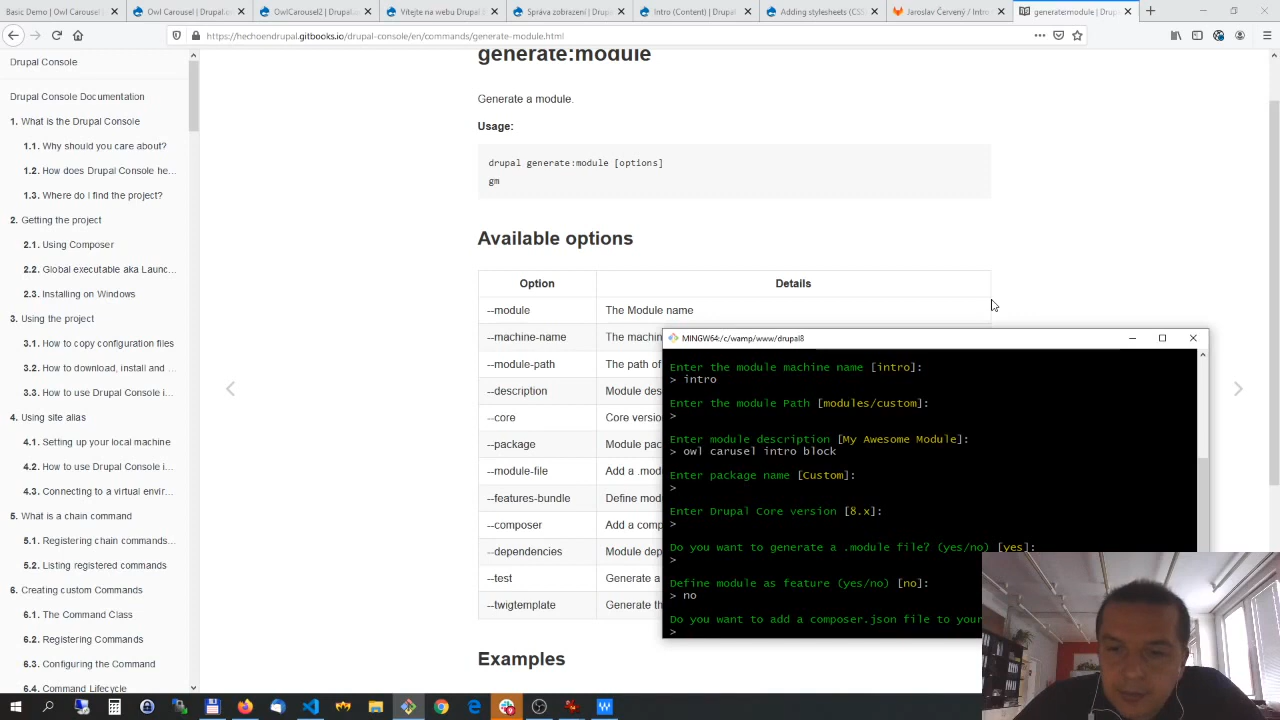 Basic Demo | Owl Carousel
Owl Carousel | Drupal.o
OwlCarousel2 | Drupal.o
Vítejte na webu Drupal
Správa zobrazení | Drup
Intro (Content) | Drupal
Adding stylesheets (CSS
Jaroslav Červený / Intro
generate:module | Drup
https://hechoendrupal.gitbooks.io/drupal-console/en/commands/generate-module.html
Drupal Console
Drupal Console Documentation
1. What is the Drupal Console
1.1. Why should you care about?
1.2. How does Drupal Console he...
1.3. Where do I find the project?
2. Getting the project
2.1. Using Composer
2.2. Global executable aka Launc...
2.3. Installing on Windows
3. Using the project
3.1. How to copy configuration files
3.2. How to download, install and ...
3.3. How to use Drupal Console i...
4. Using site alias
4.1. Setting up your local machine
4.2. How to use Drupal Console i...
4.3. Connecting to a virtual envir...
5. What is a chain command
5.1. Registering chain commands...
5.2. Listing registered commands
6. Creating custom Commands
6.1. The Command Class
6.2. Registering Commands
6.3. Configuring the Command
6.4. Command Lifecycle
generate:module
Generate a module.
Usage:
drupal generate:module [options]
gm
Available options
Option Details
--module The Module name
--machine-name The machin
--module-path The path of
--description Module des
--core Core versio
--package Module pac
--module-file Add a .mod
--features-bundle Define mod
--composer Add a comp
--dependencies Module dep
--test Generate a
--twigtemplate Generate th
Examples
MINGW64:/c/wamp/www/drupal8
Enter the module machine name [intro]:
> intro
Enter the module Path [modules/custom]:
>
Enter module description [My Awesome Module]:
> owl carusel intro block
Enter package name [Custom]:
>
Enter Drupal Core version [8.x]:
>
Do you want to generate a .module file? (yes/no) [yes]:
>
Define module as feature (yes/no) [no]:
> no
Do you want to add a composer.json file to your
>